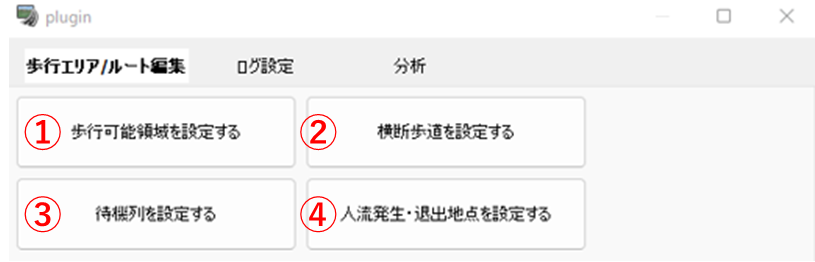 plugin
歩行エリア/ルート編集 ログ設定 分析
① 歩行可能領域を設定する ② 横断歩道を設定する
③ 待機列を設定する ④ 人流発生・退出地点を設定する